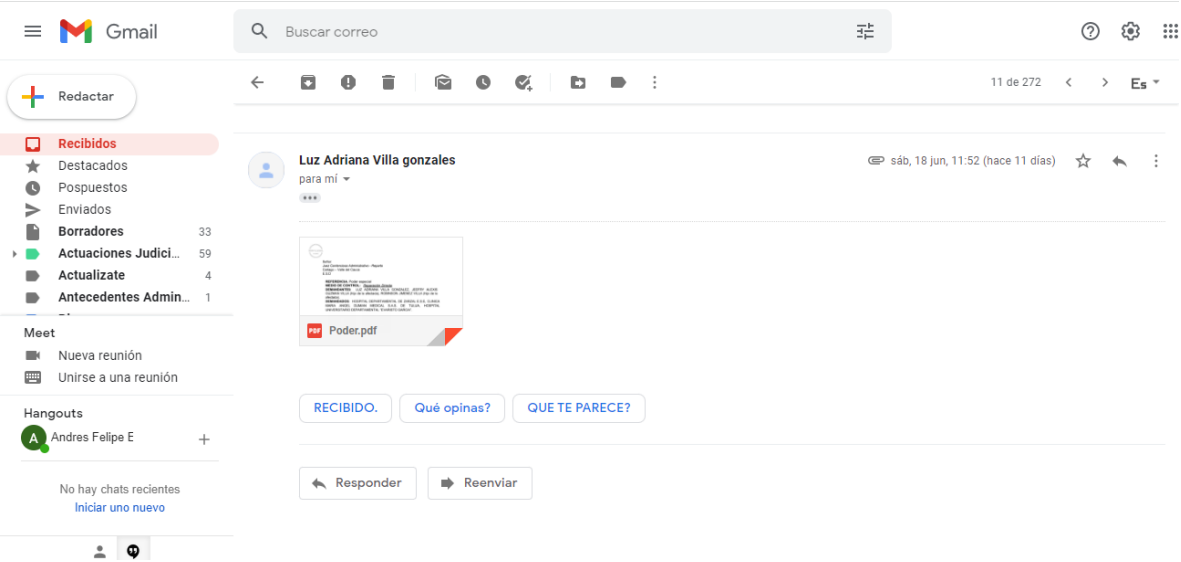 Gmail
Buscar correo
Redactar
11 de 272
Es
Recibidos
Destacados
Pospuestos
Enviados
Borradores 33
Actuaciones Judici... 59
Actualizate 4
Antecedentes Admin... 1
Meet
Nueva reunión
Unirse a una reunión
Hangouts
A Andres Felipe E
No hay chats recientes
Iniciar uno nuevo
Luz Adriana Villa gonzales
sáb, 18 jun, 11:52 (hace 11 días)
para mí
PDF Poder.pdf
RECIBIDO.
Qué opinas?
QUE TE PARECE?
Responder
Reenviar